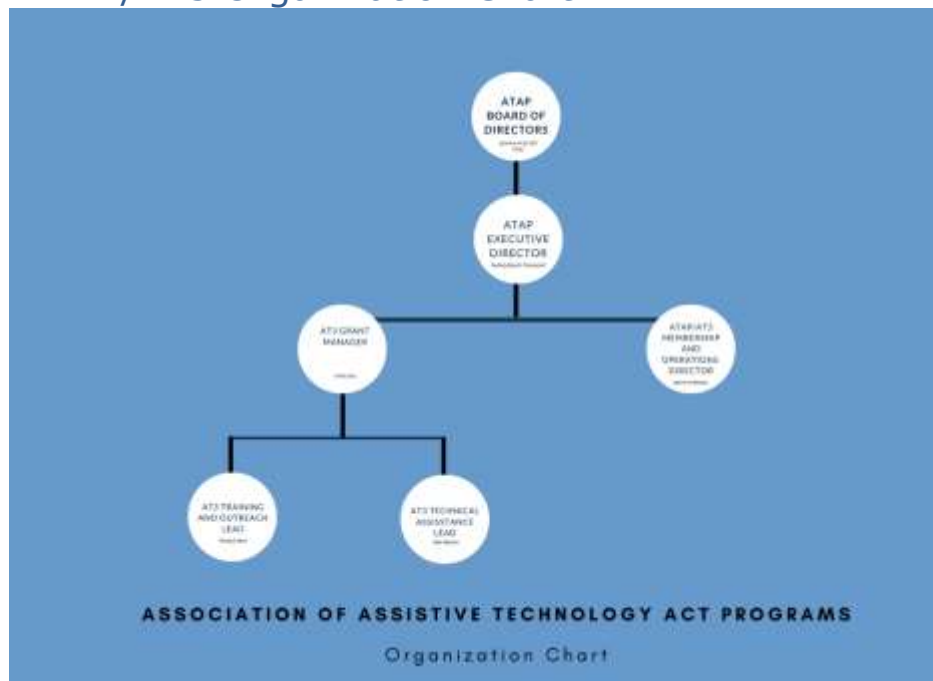 ATAP
BOARD OF
DIRECTORS
ATAP
EXECUTIVE
DIRECTOR
AT3 GRANT
MANAGER
ATAP/AT3
MEMBERSHIP
AND
OPERATIONS
DIRECTOR
AT3 TRAINING
AND OUTREACH
LEAD
AT3 TECHNICAL
ASSISTANCE
LEAD
ASSOCIATION OF ASSISTIVE TECHNOLOGY ACT PROGRAMS
Organization Chart